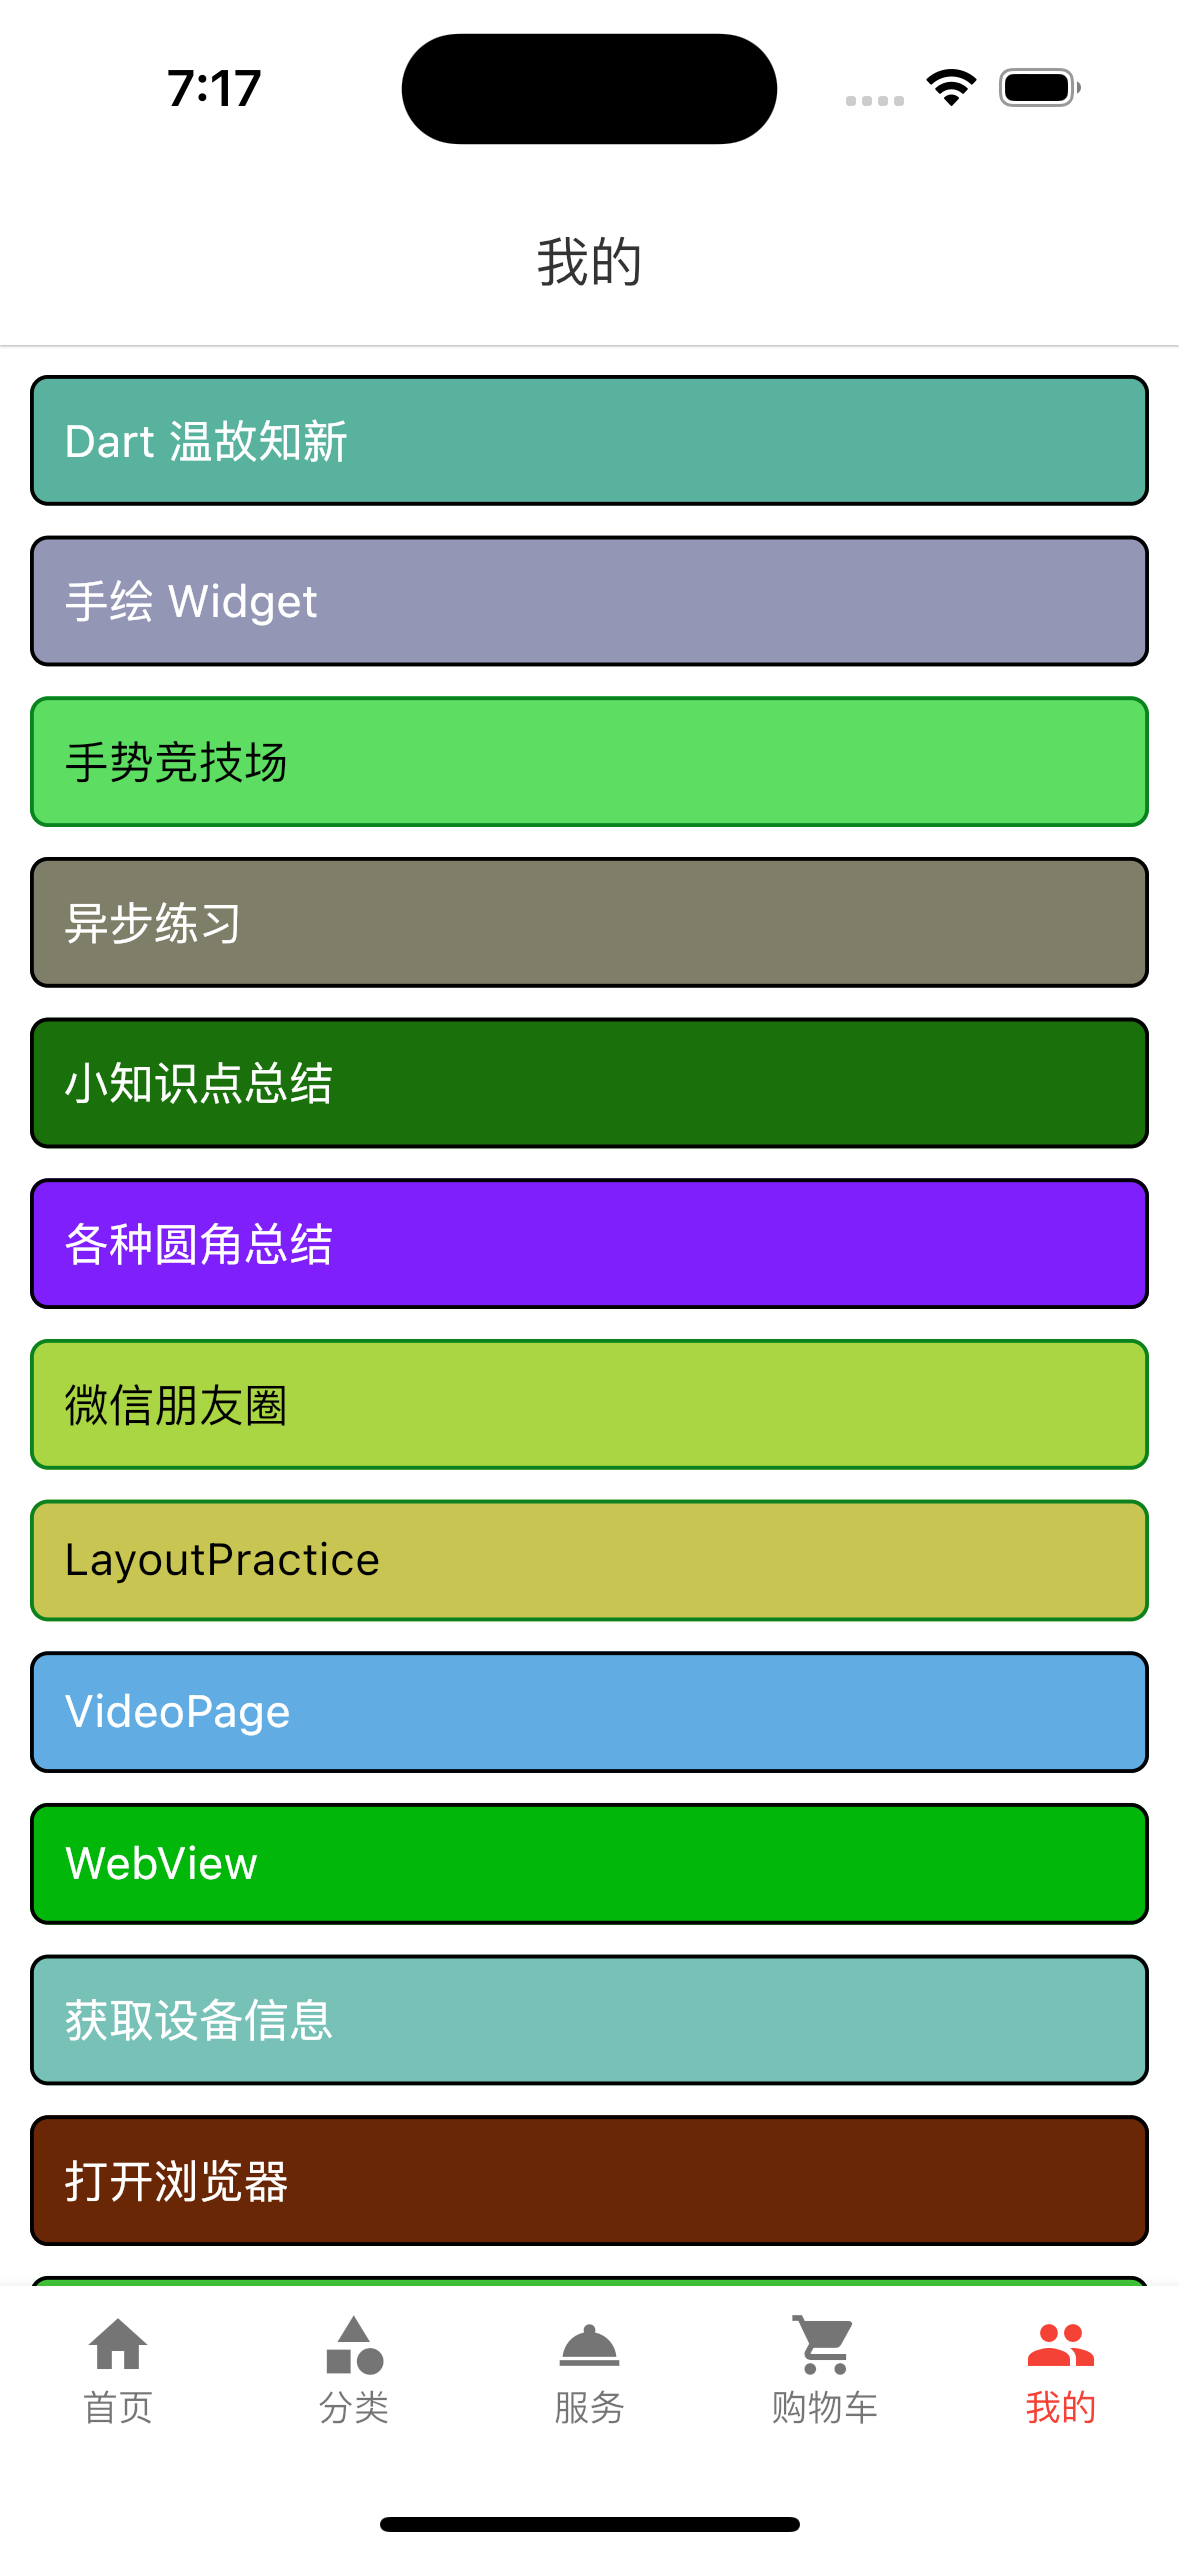 7:17
我的
Dart 温故知新
手绘 Widget
手势竞技场
异步练习
小知识点总结
各种圆角总结
微信朋友圈
LayoutPractice
VideoPage
WebView
获取设备信息
打开浏览器
首页
分类
服务
购物车
我的